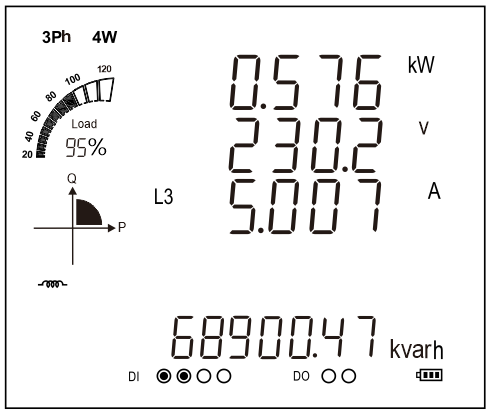 3Ph 4W
0.576 kW
120
100
80
60
40
20
Load
95%
230.2 V
L3 5.007 A
Q
P
68900.47 kvarh
DI DO